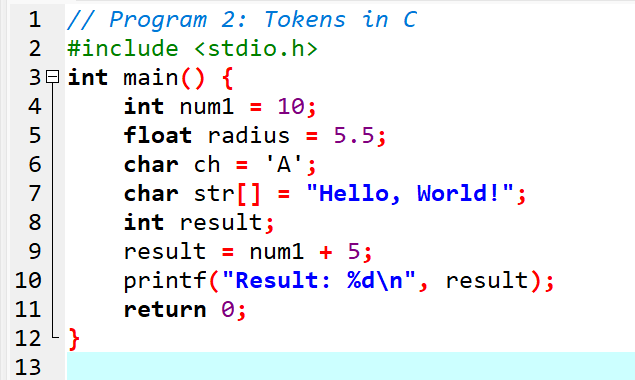 1 // Program 2: Tokens in C
2 #include <stdio.h>
3 int main() {
4     int num1 = 10;
5     float radius = 5.5;
6     char ch = 'A';
7     char str[] = "Hello, World!";
8     int result;
9     result = num1 + 5;
10     printf("Result: %d\n", result);
11     return 0;
12 }
13